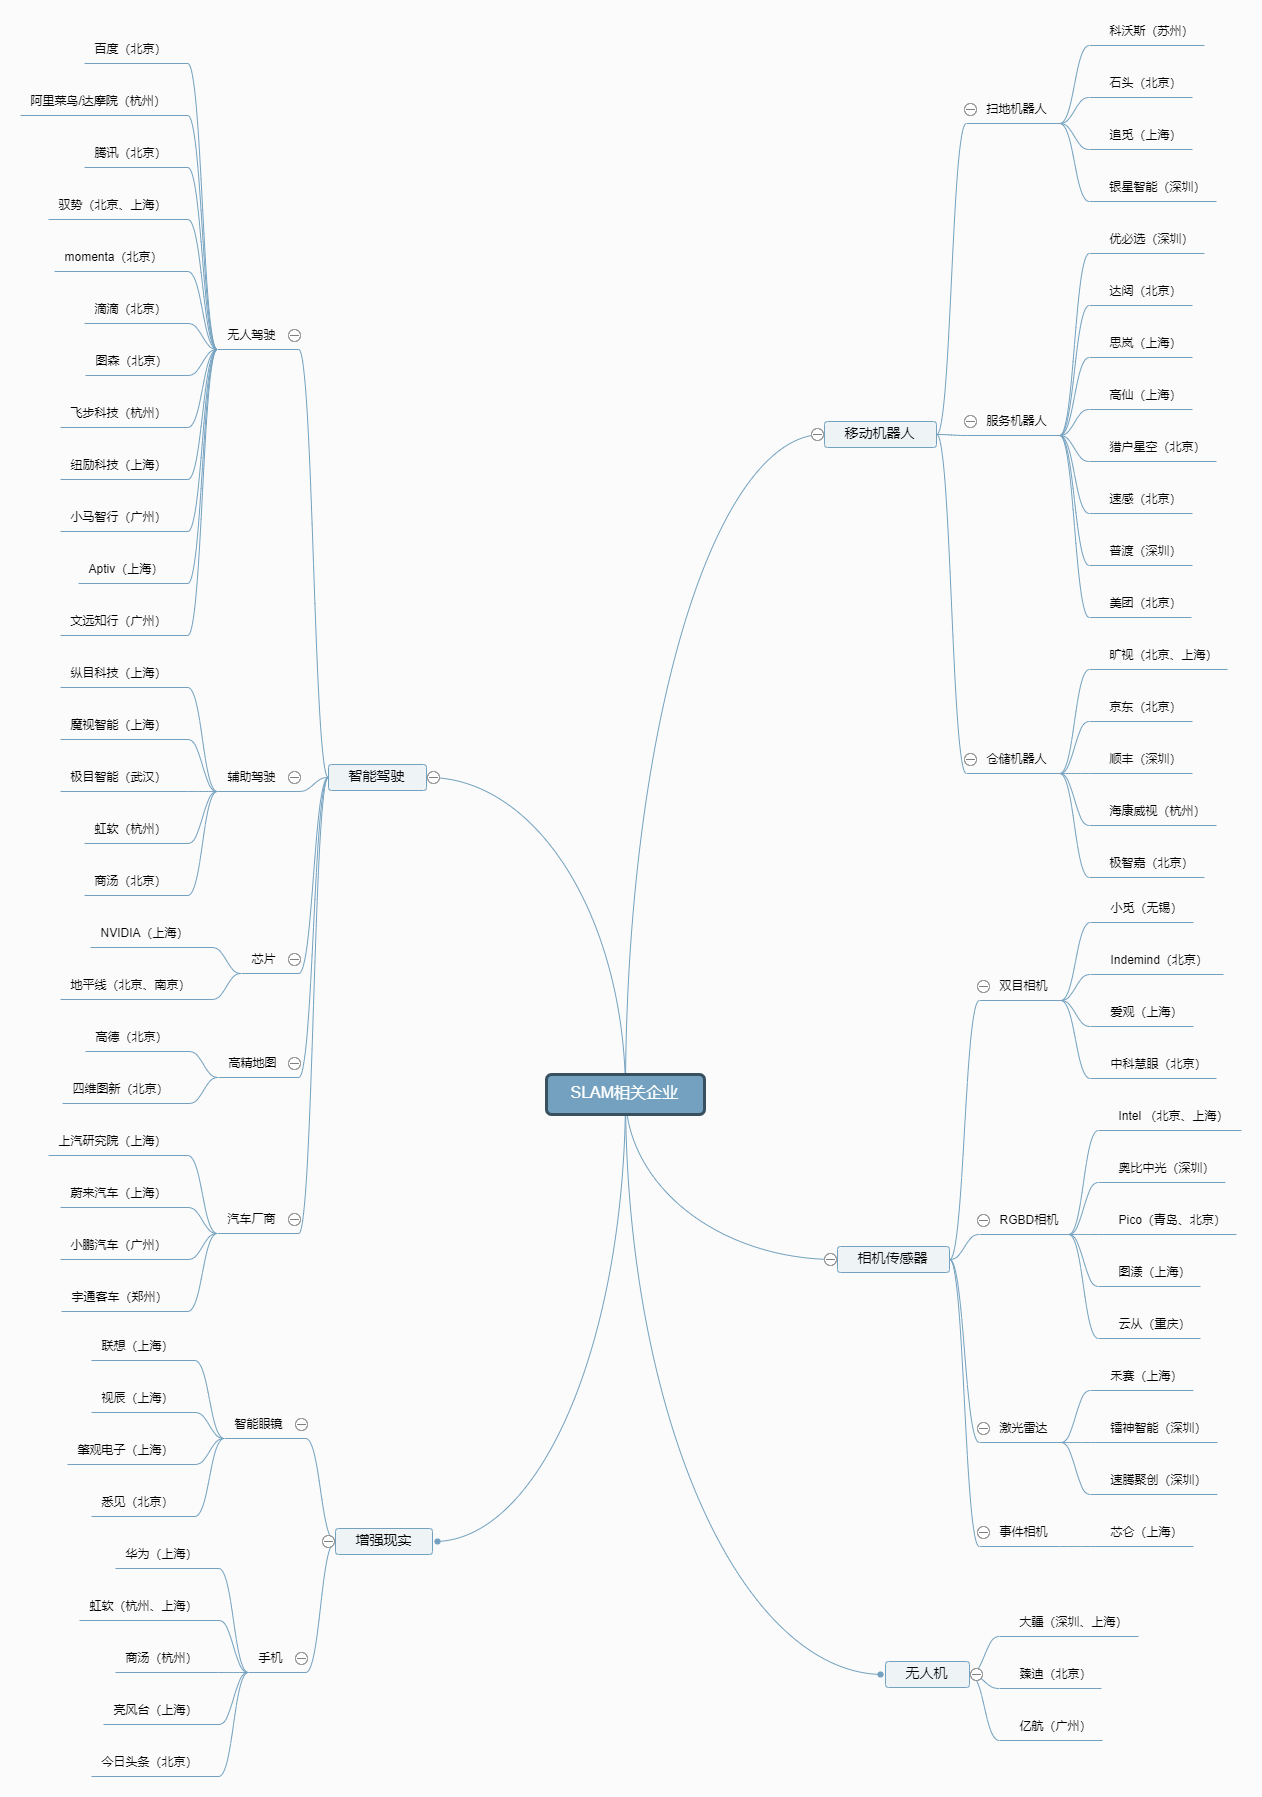 SLAM相关企业
移动机器人
扫地机器人
科沃斯（苏州）
石头（北京）
追觅（上海）
银星智能（深圳）
服务机器人
优必选（深圳）
达闼（北京）
思岚（上海）
高仙（上海）
猎户星空（北京）
速感（北京）
普渡（深圳）
美团（北京）
仓储机器人
旷视（北京、上海）
京东（北京）
顺丰（深圳）
海康威视（杭州）
极智嘉（北京）
相机传感器
双目相机
小觅（无锡）
Indemind（北京）
爱观（上海）
中科慧眼（北京）
RGBD相机
Intel （北京、上海）
奥比中光（深圳）
Pico（青岛、北京）
图漾（上海）
云从（重庆）
激光雷达
禾赛（上海）
镭神智能（深圳）
速腾聚创（深圳）
事件相机
芯仑（上海）
无人机
大疆（深圳、上海）
臻迪（北京）
亿航（广州）
智能驾驶
无人驾驶
百度（北京）
阿里菜鸟/达摩院（杭州）
腾讯（北京）
驭势（北京、上海）
momenta（北京）
滴滴（北京）
图森（北京）
飞步科技（杭州）
纽励科技（上海）
小马智行（广州）
Aptiv（上海）
文远知行（广州）
辅助驾驶
纵目科技（上海）
魔视智能（上海）
极目智能（武汉）
虹软（杭州）
商汤（北京）
芯片
NVIDIA（上海）
地平线（北京、南京）
高精地图
高德（北京）
四维图新（北京）
汽车厂商
上汽研究院（上海）
蔚来汽车（上海）
小鹏汽车（广州）
宇通客车（郑州）
增强现实
智能眼镜
联想（上海）
视辰（上海）
肇观电子（上海）
悉见（北京）
手机
华为（上海）
虹软（杭州、上海）
商汤（杭州）
亮风台（上海）
今日头条（北京）